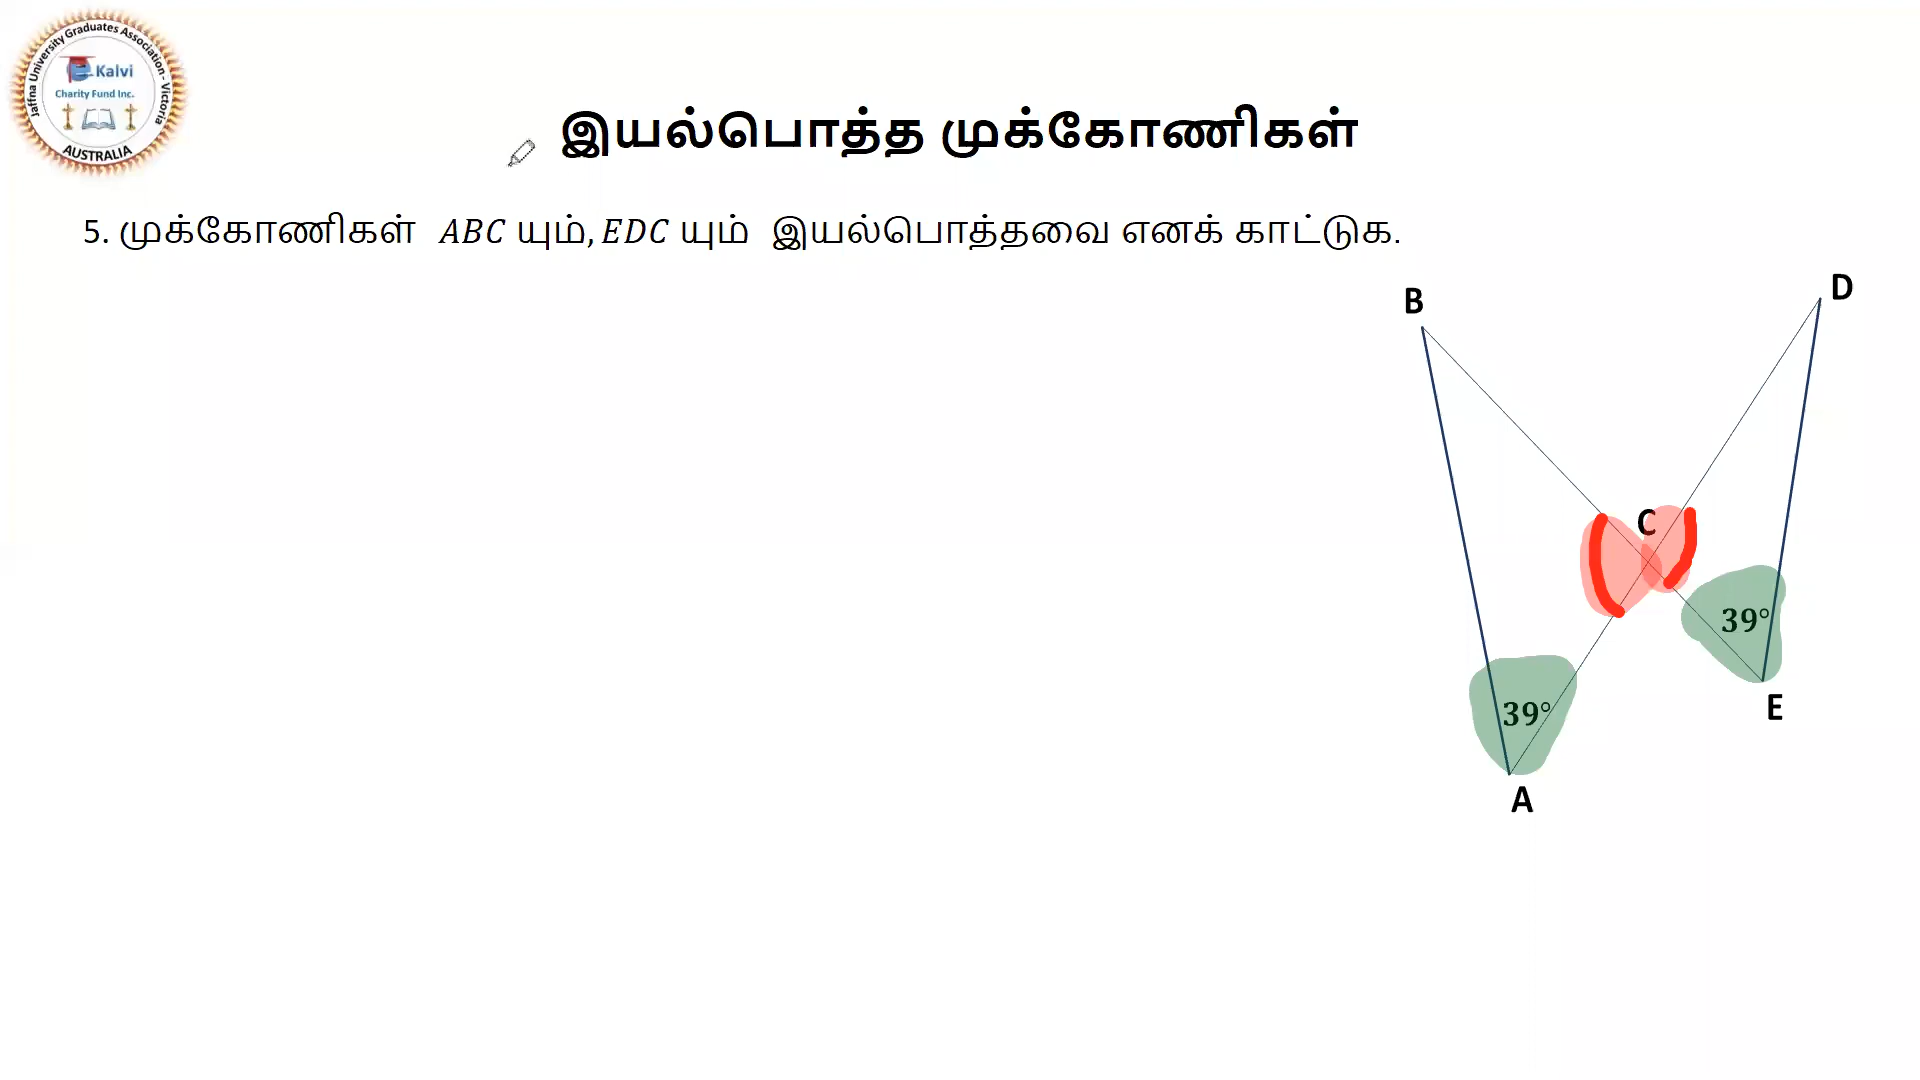 Jaffna University Graduates Association- Victoria
Kalvi
Charity Fund Inc.
AUSTRALIA
இயல்பொத்த முக்கோணிகள்
5. முக்கோணிகள் ABC யும், EDC யும் இயல்பொத்தவை எனக் காட்டுக.
B
D
C
39°
39°
E
A